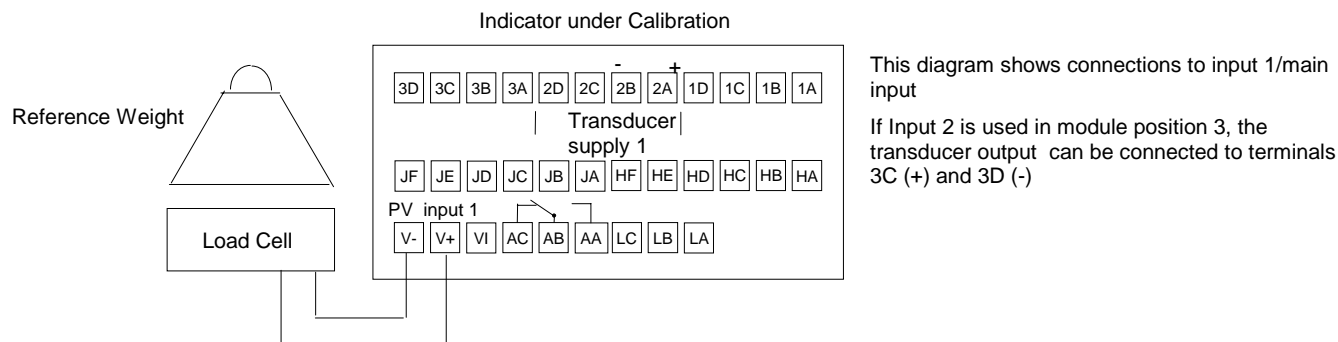 Indicator under Calibration
- +
3D 3C 3B 3A 2D 2C 2B 2A 1D 1C 1B 1A
Transducer
supply 1
JF JE JD JC JB JA HF HE HD HC HB HA
PV input 1
V- V+ VI AC AB AA LC LB LA
Reference Weight
Load Cell
This diagram shows connections to input 1/main
input
If Input 2 is used in module position 3, the
transducer output can be connected to terminals
3C (+) and 3D (-)